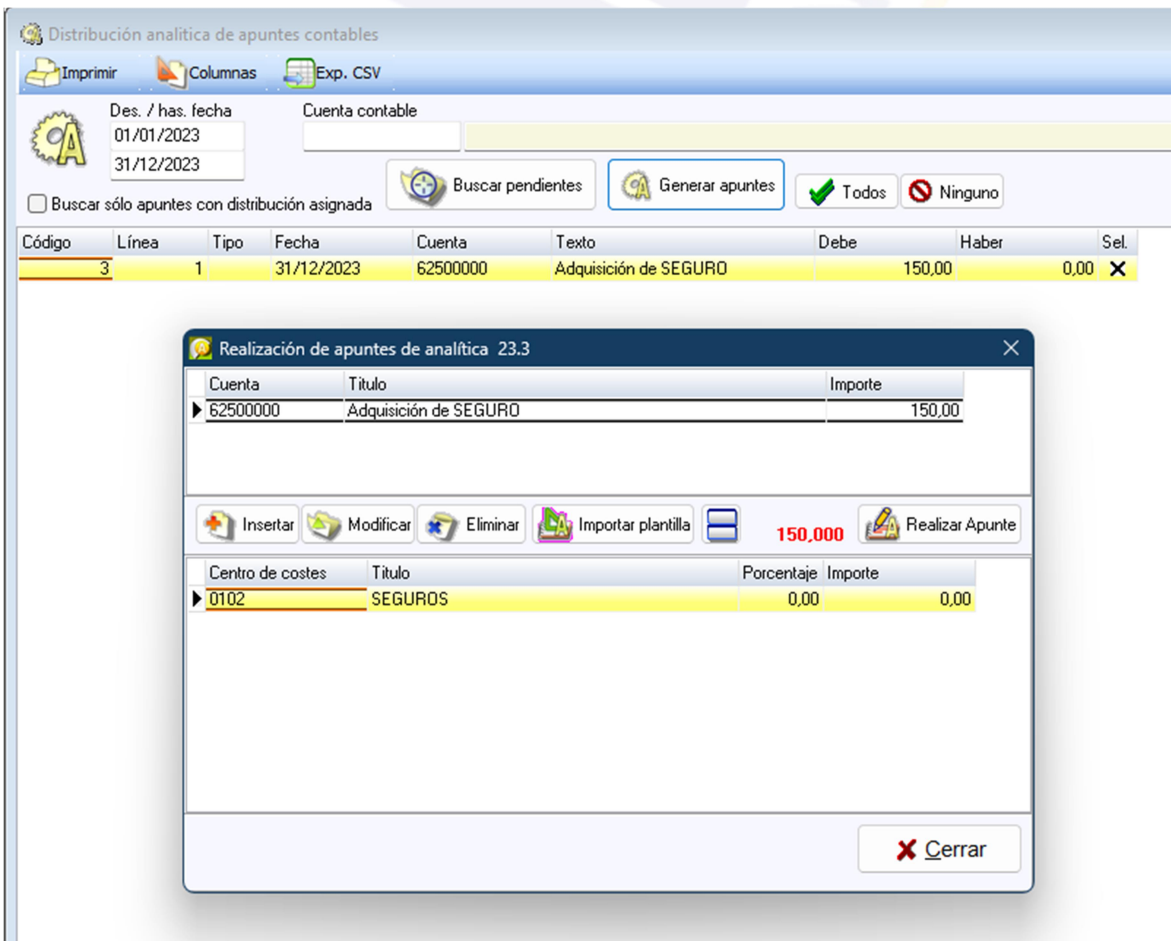 Distribución analitica de apuntes contables
Imprimir Columnas Exp. CSV
Des. / has. fecha Cuenta contable
01/01/2023
31/12/2023
Buscar pendientes Generar apuntes Todos Ninguno
Buscar sólo apuntes con distribución asignada
Código Línea Tipo Fecha Cuenta Texto Debe Haber Sel.
3 1 31/12/2023 62500000 Adquisición de SEGURO 150,00 0,00
Realización de apuntes de analítica 23.3
Cuenta Titulo Importe
62500000 Adquisición de SEGURO 150,00
Insertar Modificar Eliminar Importar plantilla 150,000 Realizar Apunte
Centro de costes Titulo Porcentaje Importe
0102 SEGUROS 0,00 0,00
Cerrar